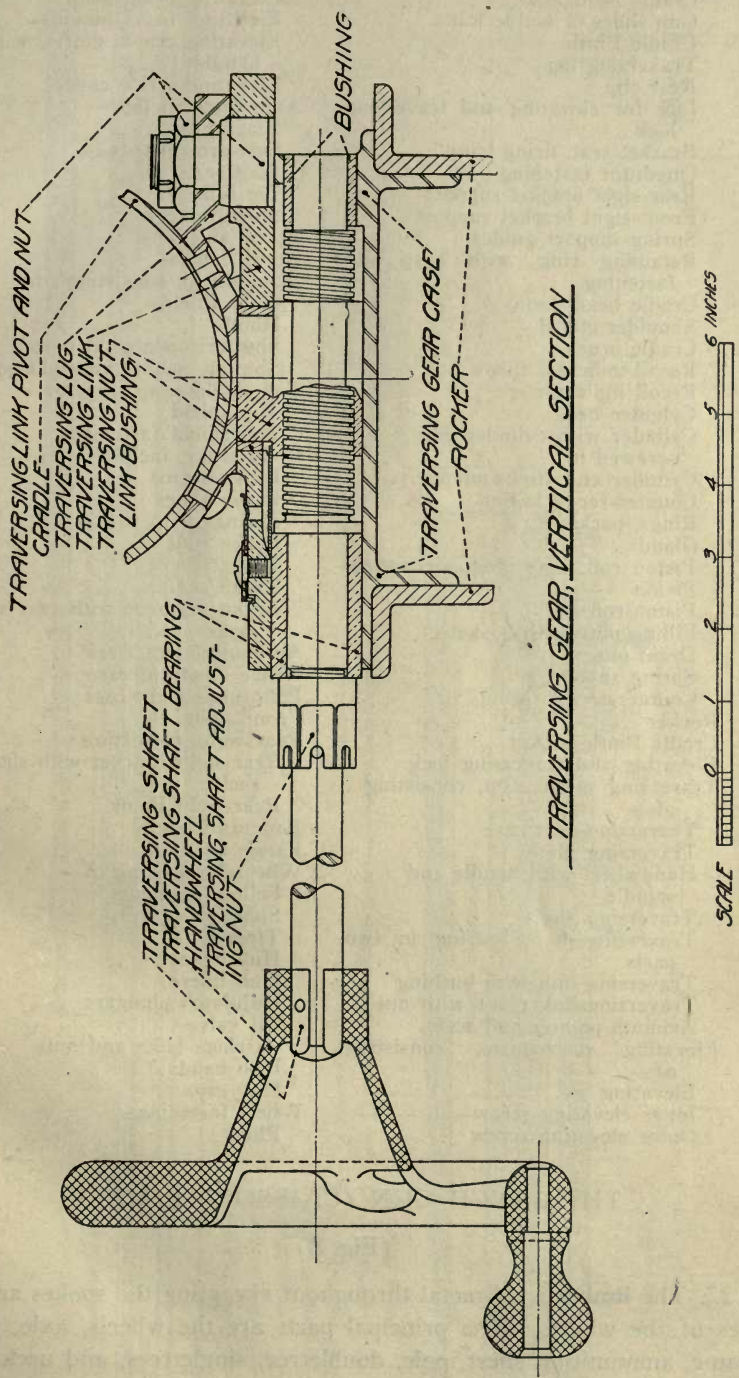 TRAVERSING LINK PIVOT AND NUT
CRADLE
TRAVERSING LUG
TRAVERSING LINK
TRAVERSING NUT
LINK BUSHING
BUSHING
TRAVERSING SHAFT
TRAVERSING SHAFT BEARING
HANDWHEEL
TRAVERSING SHAFT ADJUST-
ING NUT
TRAVERSING GEAR CASE
ROCKER
TRAVERSING GEAR, VERTICAL SECTION
SCALE 0 1 2 3 4 5 6 INCHES